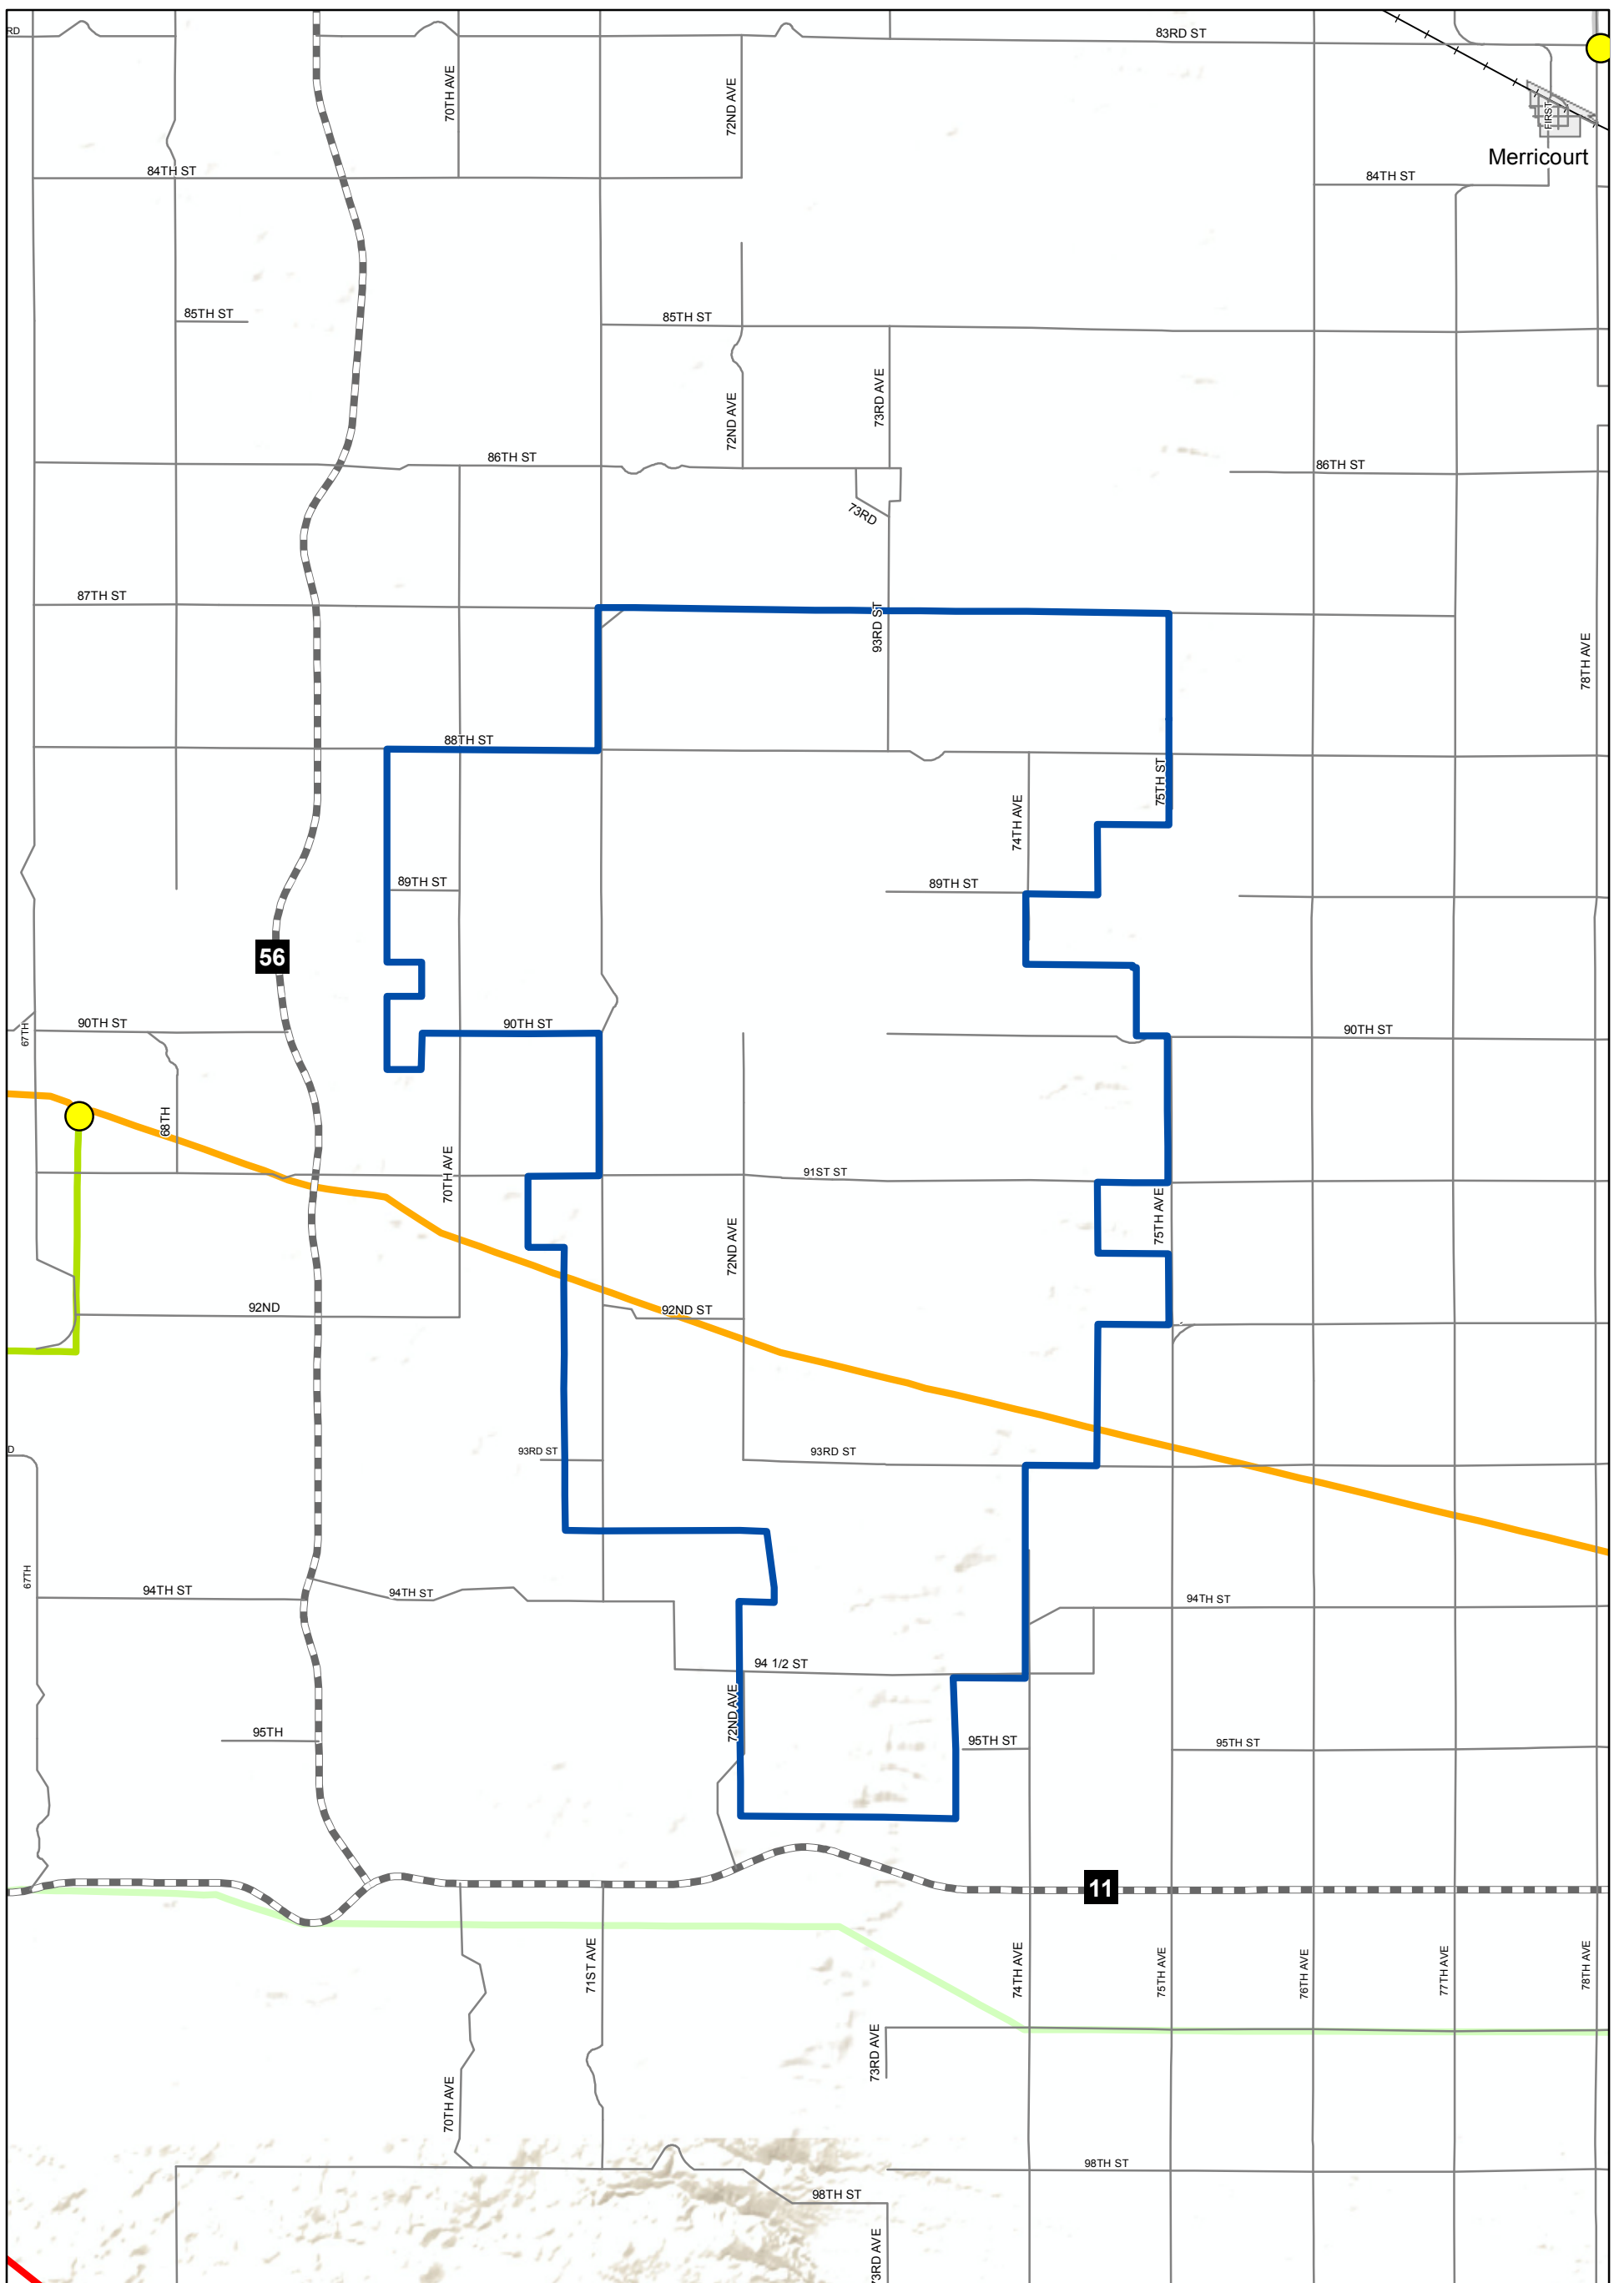 RD
83RD ST
70TH AVE
72ND AVE
FIRST
Merricourt
84TH ST
84TH ST
85TH ST
85TH ST
72ND AVE
73RD AVE
86TH ST
86TH ST
73RD
87TH ST
93RD ST
78TH AVE
88TH ST
75TH ST
74TH AVE
89TH ST
89TH ST
56
67TH
90TH ST
90TH ST
90TH ST
68TH
70TH AVE
91ST ST
75TH AVE
72ND AVE
92ND
92ND ST
D
93RD ST
93RD ST
67TH
94TH ST
94TH ST
94TH ST
94 1/2 ST
72ND AVE
95TH
95TH ST
95TH ST
11
71ST AVE
74TH AVE
75TH AVE
76TH AVE
77TH AVE
78TH AVE
73RD AVE
70TH AVE
98TH ST
98TH ST
73RD AVE